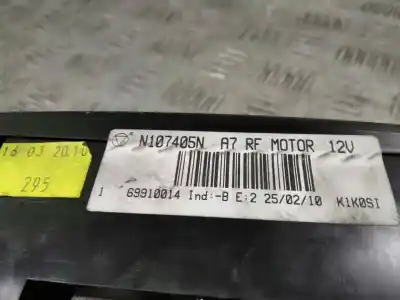 N107405N A7 RF MOTOR 12V
16 03 2010
295
1 69910014 Ind:-B E:2 25/02/10 K1K0SI